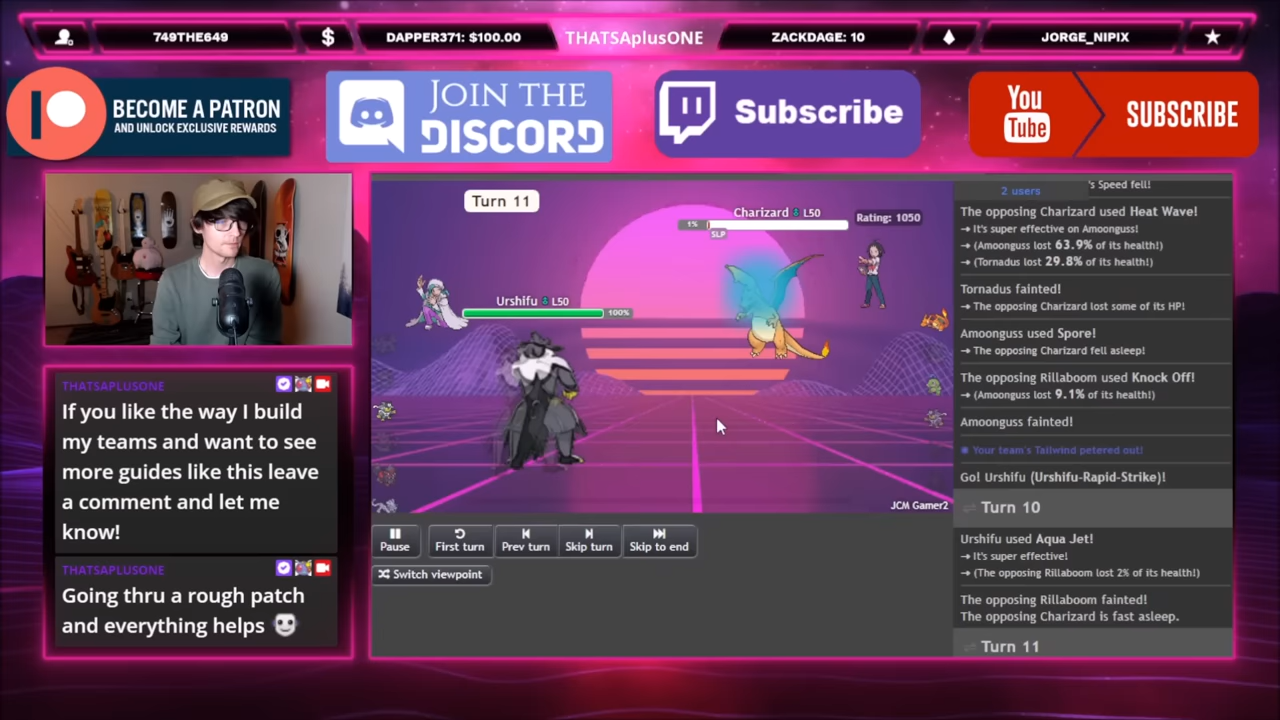 749THE649
$
DAPPER371: $100.00
THATSAplusONE
ZACKDAGE: 10
JORGE_NIPIX
BECOME A PATRON
AND UNLOCK EXCLUSIVE REWARDS
JOIN THE
DISCORD
Subscribe
You
Tube
SUBSCRIBE
THATSAPLUSONE
If you like the way I build
my teams and want to see
more guides like this leave
a comment and let me
know!
THATSAPLUSONE
Going thru a rough patch
and everything helps
Turn 11
Charizard L50
1%
SLP
Rating: 1050
Urshifu L50
100%
JCM Gamer2
Pause
First turn
Prev turn
Skip turn
Skip to end
Switch viewpoint
2 users
's Speed fell!
The opposing Charizard used Heat Wave!
→ It's super effective on Amoonguss!
→ (Amoonguss lost 63.9% of its health!)
→ (Tornadus lost 29.8% of its health!)
Tornadus fainted!
→ The opposing Charizard lost some of its HP!
Amoonguss used Spore!
→ The opposing Charizard fell asleep!
The opposing Rillaboom used Knock Off!
→ (Amoonguss lost 9.1% of its health!)
Amoonguss fainted!
Your team's Tailwind petered out!
Go! Urshifu (Urshifu-Rapid-Strike)!
Turn 10
Urshifu used Aqua Jet!
→ It's super effective!
→ (The opposing Rillaboom lost 2% of its health!)
The opposing Rillaboom fainted!
The opposing Charizard is fast asleep.
Turn 11